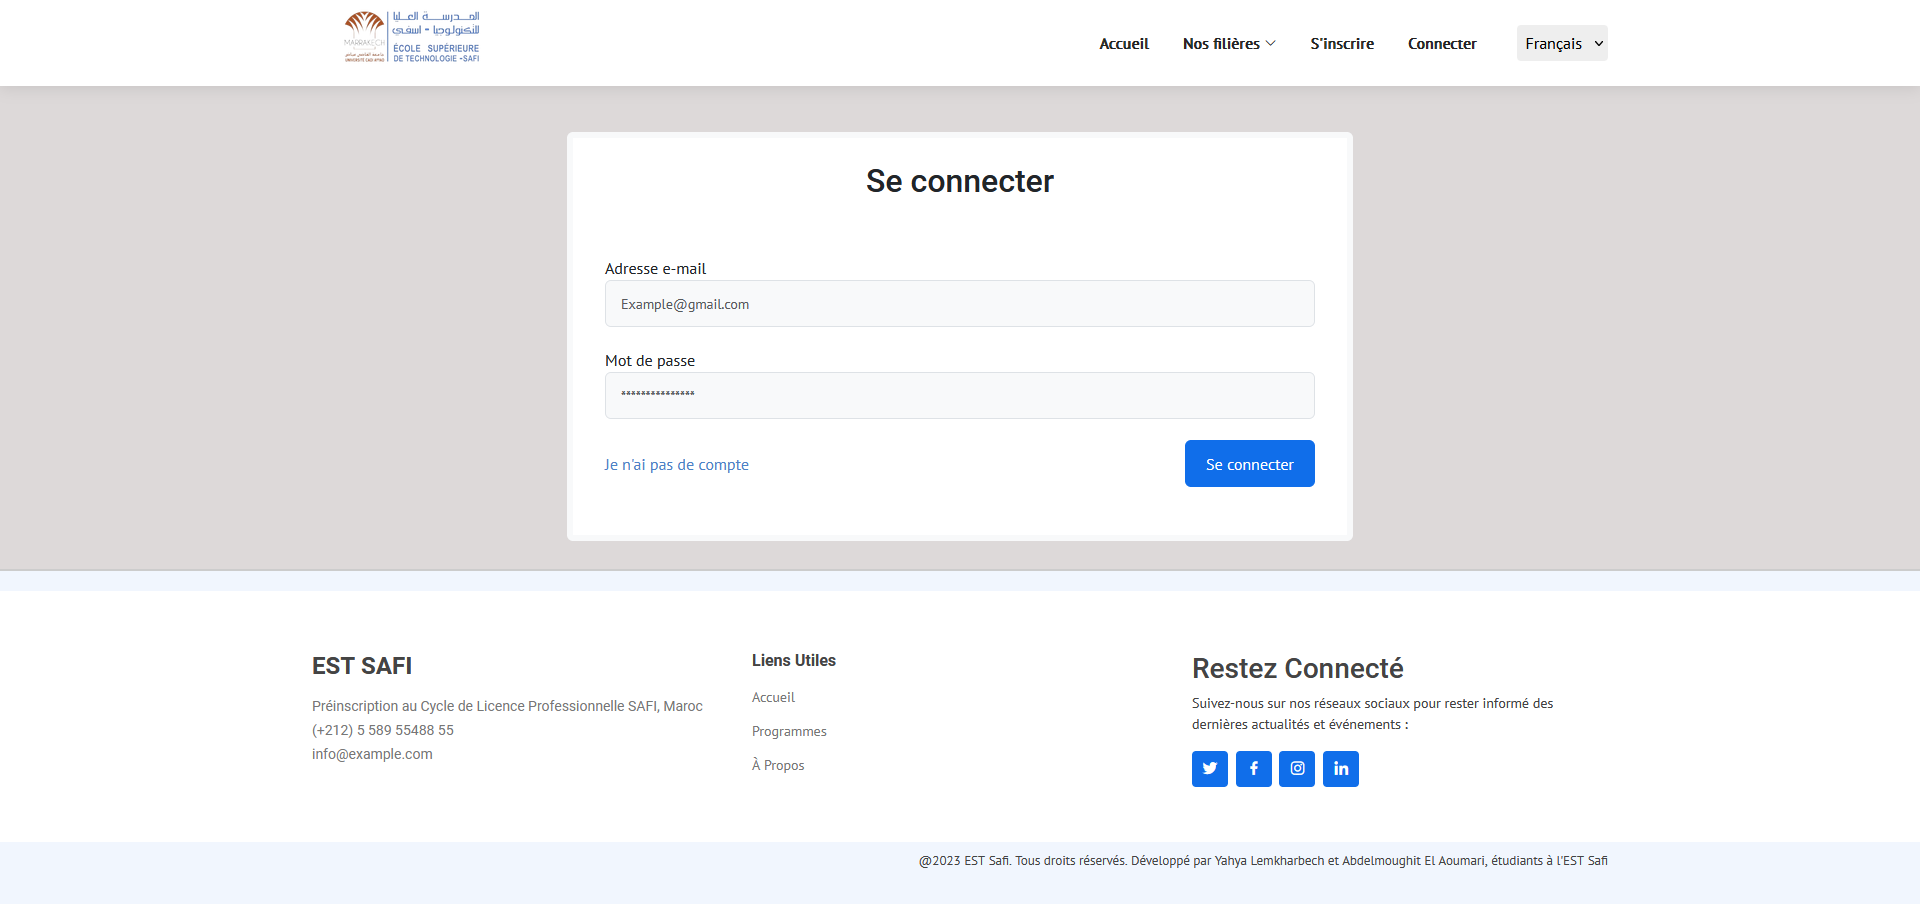 المدرسة العليا
للتكنولوجيا - اسفي
MARRAKECH
ÉCOLE SUPÉRIEURE
DE TECHNOLOGIE -SAFI
Accueil
Nos filières
S'inscrire
Connecter
Français
Se connecter
Adresse e-mail
Example@gmail.com
Mot de passe
***************
Je n'ai pas de compte
Se connecter
EST SAFI
Préinscription au Cycle de Licence Professionnelle SAFI, Maroc
(+212) 5 589 55488 55
info@example.com
Liens Utiles
Accueil
Programmes
À Propos
Restez Connecté
Suivez-nous sur nos réseaux sociaux pour rester informé des
dernières actualités et événements :
@2023 EST Safi. Tous droits réservés. Développé par Yahya Lemkharbech et Abdelmoughit El Aoumari, étudiants à l'EST Safi